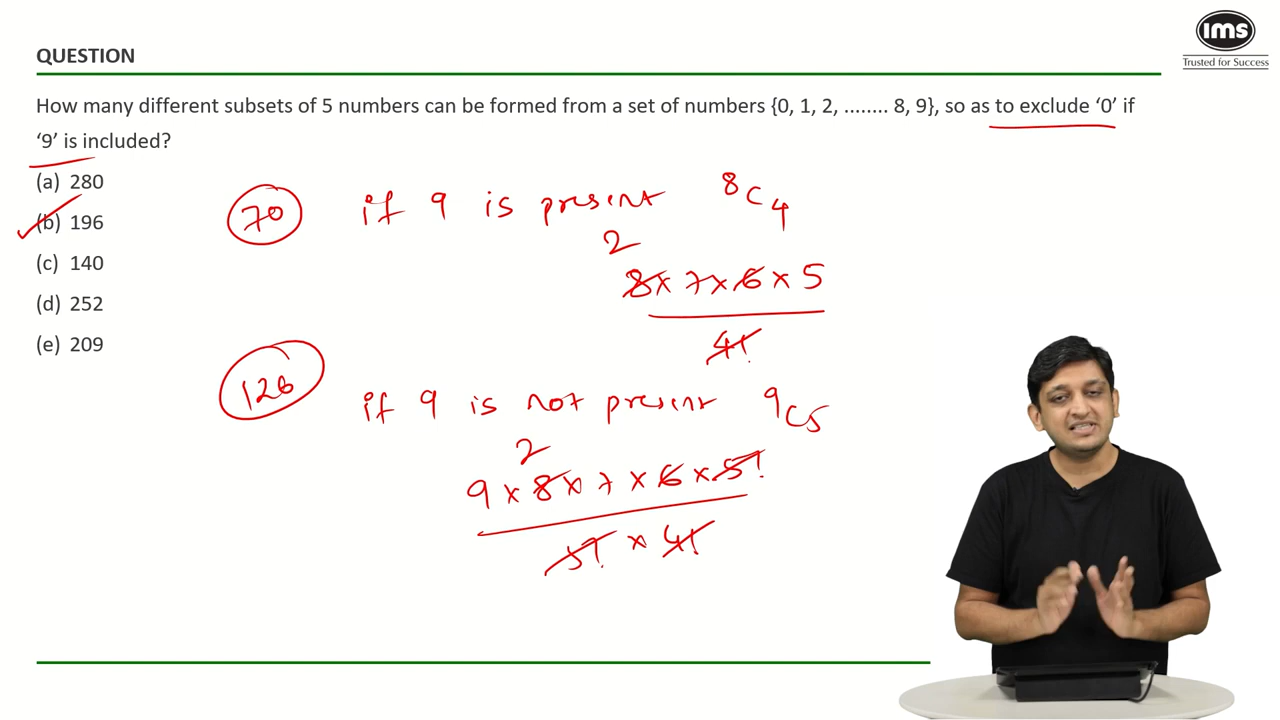 ims
Trusted for Success
QUESTION
How many different subsets of 5 numbers can be formed from a set of numbers {0, 1, 2, ........ 8, 9}, so as to exclude ‘0’ if
‘9’ is included?
(a) 280
(b) 196
(c) 140
(d) 252
(e) 209
70 if 9 is present ⁸C₄
2
8 × 7 × 6 × 5
4!
126 if 9 is not present ⁹C₅
2
9 × 8 × 7 × 6 × 5!
5! × 4!